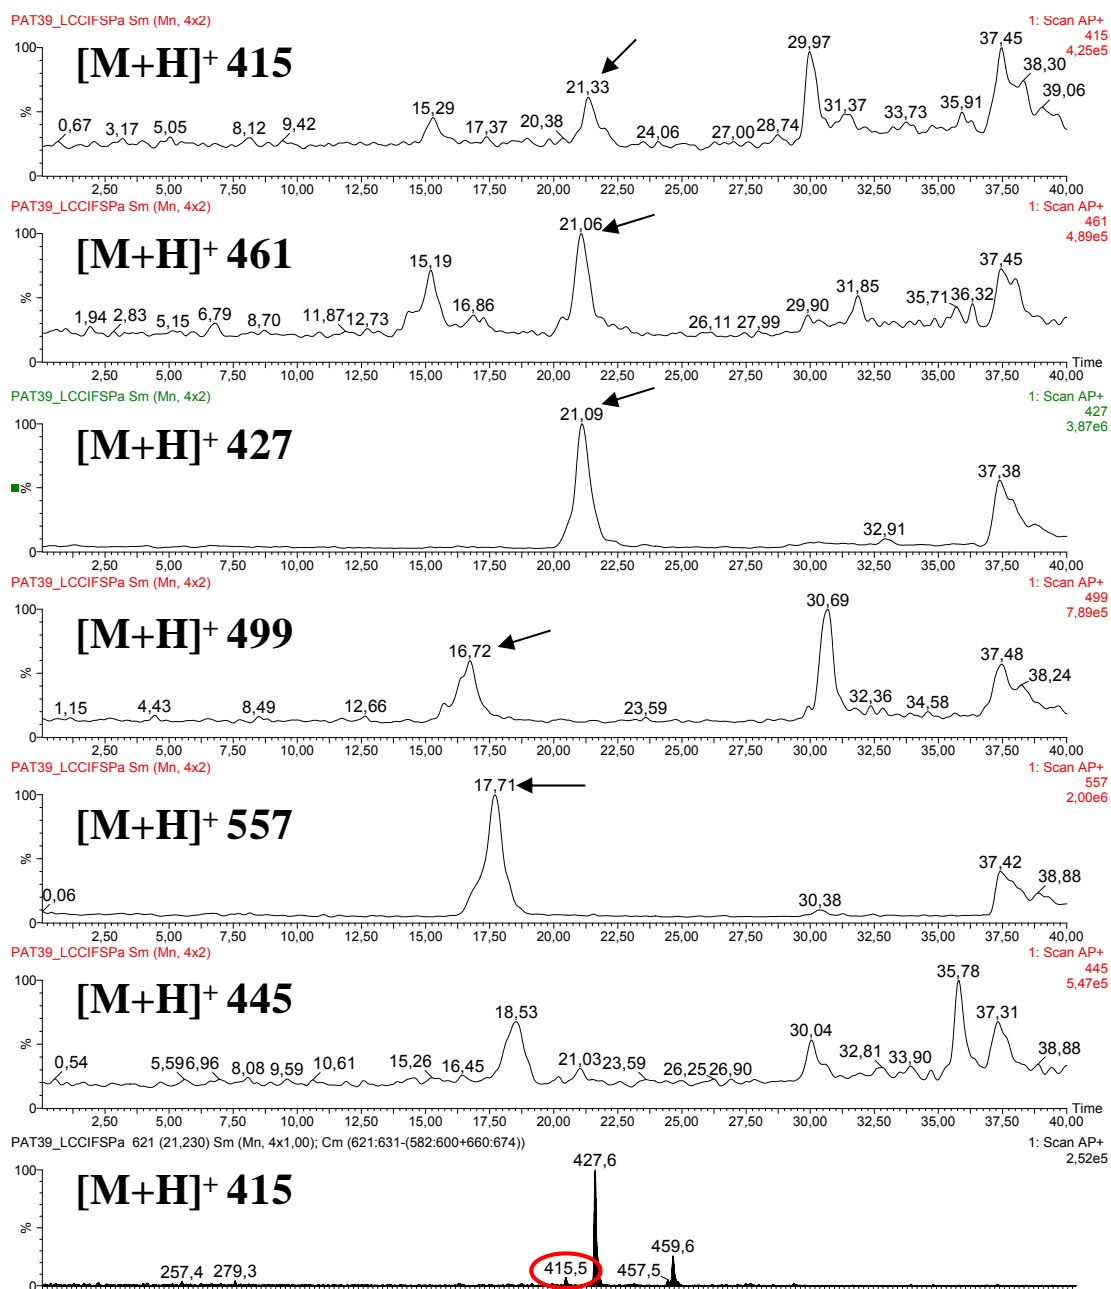 PAT39_LCCIFSPa Sm (Mn, 4x2) 1: Scan AP+
415
4,25e5
[M+H]+ 415
100
%
0
0,67 3,17 5,05 8,12 9,42 15,29 17,37 20,38 21,33 24,06 27,00 28,74 29,97 31,37 33,73 35,91 37,45 38,30 39,06
2,50 5,00 7,50 10,00 12,50 15,00 17,50 20,00 22,50 25,00 27,50 30,00 32,50 35,00 37,50 40,00
PAT39_LCCIFSPa Sm (Mn, 4x2) 1: Scan AP+
461
4,89e5
[M+H]+ 461
100
%
0
1,94 2,83 5,15 6,79 8,70 11,87 12,73 15,19 16,86 21,06 26,11 27,99 29,90 31,85 35,71 36,32 37,45
Time
2,50 5,00 7,50 10,00 12,50 15,00 17,50 20,00 22,50 25,00 27,50 30,00 32,50 35,00 37,50 40,00
PAT39_LCCIFSPa Sm (Mn, 4x2) 1: Scan AP+
427
3,87e6
[M+H]+ 427
100
%
0
21,09 32,91 37,38
2,50 5,00 7,50 10,00 12,50 15,00 17,50 20,00 22,50 25,00 27,50 30,00 32,50 35,00 37,50 40,00
PAT39_LCCIFSPa Sm (Mn, 4x2) 1: Scan AP+
499
7,89e5
[M+H]+ 499
100
%
0
1,15 4,43 8,49 12,66 16,72 23,59 30,69 32,36 34,58 37,48 38,24
2,50 5,00 7,50 10,00 12,50 15,00 17,50 20,00 22,50 25,00 27,50 30,00 32,50 35,00 37,50 40,00
PAT39_LCCIFSPa Sm (Mn, 4x2) 1: Scan AP+
557
2,00e6
[M+H]+ 557
100
%
0
0,06 17,71 30,38 37,42 38,88
2,50 5,00 7,50 10,00 12,50 15,00 17,50 20,00 22,50 25,00 27,50 30,00 32,50 35,00 37,50 40,00
PAT39_LCCIFSPa Sm (Mn, 4x2) 1: Scan AP+
445
5,47e5
[M+H]+ 445
100
%
0
0,54 5,59 6,96 8,08 9,59 10,61 15,26 16,45 18,53 21,03 23,59 26,25 26,90 30,04 32,81 33,90 35,78 37,31 38,88
Time
2,50 5,00 7,50 10,00 12,50 15,00 17,50 20,00 22,50 25,00 27,50 30,00 32,50 35,00 37,50 40,00
PAT39_LCCIFSPa 621 (21,230) Sm (Mn, 4x1,00); Cm (621:631-(582:600+660:674)) 1: Scan AP+
2,52e5
[M+H]+ 415
100
%
0
257,4 279,3 415,5 427,6 457,5 459,6